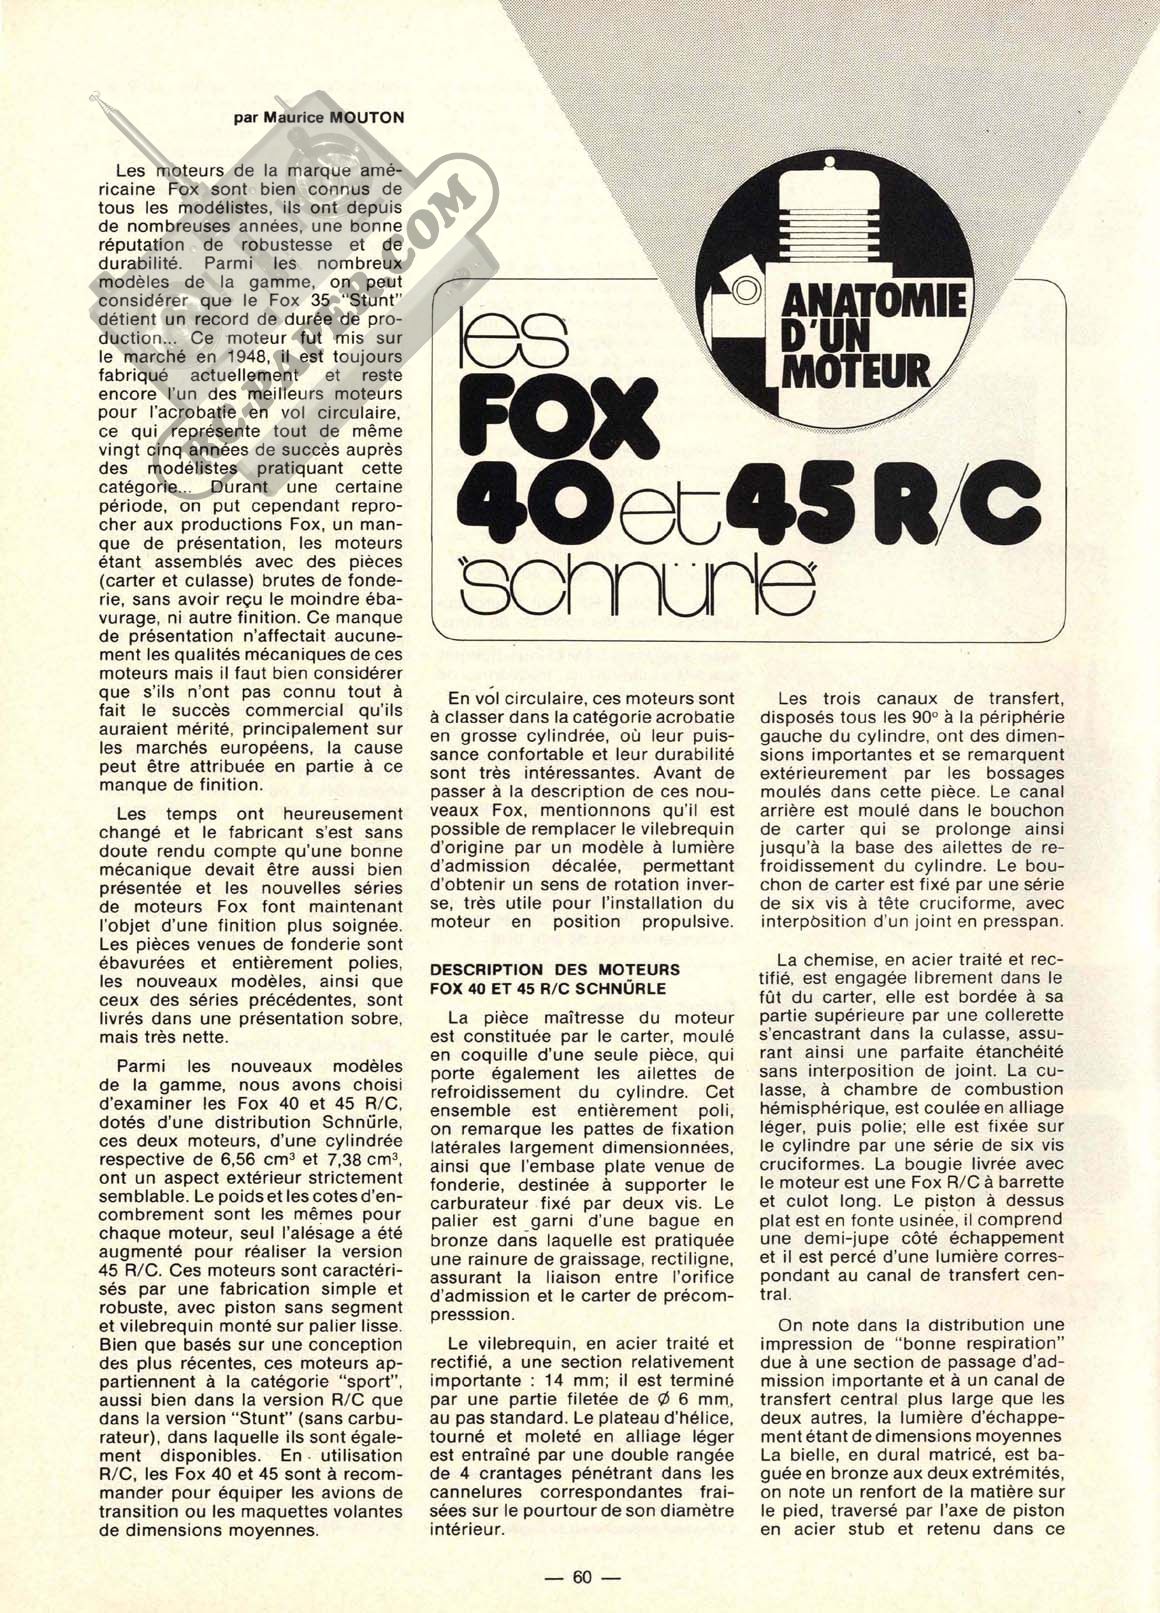 par Maurice MOUTON
Les moteurs de la marque amé-
ricaine Fox sont bien connus de
tous les modélistes, ils ont depuis
de nombreuses années, une bonne
réputation de robustesse et de
durabilité. Parmi les nombreux
modèles de la gamme, on peut
considérer que le Fox 35 "Stunt"
détient un record de durée de pro-
duction... Ce moteur fut mis sur
le marché en 1948, il est toujours
fabriqué actuellement et reste
encore l'un des meilleurs moteurs
pour l'acrobatie en vol circulaire,
ce qui représente tout de même
vingt cinq années de succès auprès
des modélistes pratiquant cette
catégorie... Durant une certaine
période, on put cependant repro-
cher aux productions Fox, un man-
que de présentation, les moteurs
étant assemblés avec des pièces
(carter et culasse) brutes de fonde-
rie, sans avoir reçu le moindre éba-
vurage, ni autre finition. Ce manque
de présentation n'affectait aucune-
ment les qualités mécaniques de ces
moteurs mais il faut bien considérer
que s'ils n'ont pas connu tout à
fait le succès commercial qu'ils
auraient mérité, principalement sur
les marchés européens, la cause
peut être attribuée en partie à ce
manque de finition.
Les temps ont heureusement
changé et le fabricant s'est sans
doute rendu compte qu'une bonne
mécanique devait être aussi bien
présentée et les nouvelles séries
de moteurs Fox font maintenant
l'objet d'une finition plus soignée.
Les pièces venues de fonderie sont
ébavurées et entièrement polies,
les nouveaux modèles, ainsi que
ceux des séries précédentes, sont
livrés dans une présentation sobre,
mais très nette.
Parmi les nouveaux modèles
de la gamme, nous avons choisi
d'examiner les Fox 40 et 45 R/C,
dotés d'une distribution Schnürle,
ces deux moteurs, d'une cylindrée
respective de 6,56 cm³ et 7,38 cm³,
ont un aspect extérieur strictement
semblable. Le poids et les cotes d'en-
combrement sont les mêmes pour
chaque moteur, seul l'alésage a été
augmenté pour réaliser la version
45 R/C. Ces moteurs sont caractéri-
sés par une fabrication simple et
robuste, avec piston sans segment
et vilebrequin monté sur palier lisse.
Bien que basés sur une conception
des plus récentes, ces moteurs ap-
partiennent à la catégorie "sport",
aussi bien dans la version R/C que
dans la version "Stunt" (sans carbu-
rateur), dans laquelle ils sont égale-
ment disponibles. En utilisation
R/C, les Fox 40 et 45 sont à recom-
mander pour équiper les avions de
transition ou les maquettes volantes
de dimensions moyennes.
RC.PAPER.COM
ANATOMIE
D'UN
MOTEUR
les
FOX
40 et 45 R/C
"schnürle"
En vol circulaire, ces moteurs sont
à classer dans la catégorie acrobatie
en grosse cylindrée, où leur puis-
sance confortable et leur durabilité
sont très intéressantes. Avant de
passer à la description de ces nou-
veaux Fox, mentionnons qu'il est
possible de remplacer le vilebrequin
d'origine par un modèle à lumière
d'admission décalée, permettant
d'obtenir un sens de rotation inver-
se, très utile pour l'installation du
moteur en position propulsive.
DESCRIPTION DES MOTEURS
FOX 40 ET 45 R/C SCHNÜRLE
La pièce maîtresse du moteur
est constituée par le carter, moulé
en coquille d'une seule pièce, qui
porte également les ailettes de
refroidissement du cylindre. Cet
ensemble est entièrement poli,
on remarque les pattes de fixation
latérales largement dimensionnées,
ainsi que l'embase plate venue de
fonderie, destinée à supporter le
carburateur fixé par deux vis. Le
palier est garni d'une bague en
bronze dans laquelle est pratiquée
une rainure de graissage, rectiligne,
assurant la liaison entre l'orifice
d'admission et le carter de précom-
presssion.
Le vilebrequin, en acier traité et
rectifié, a une section relativement
importante : 14 mm; il est terminé
par une partie filetée de Ø 6 mm,
au pas standard. Le plateau d'hélice,
tourné et moleté en alliage léger
est entraîné par une double rangée
de 4 crantages pénétrant dans les
cannelures correspondantes frai-
sées sur le pourtour de son diamètre
intérieur.
Les trois canaux de transfert,
disposés tous les 90º à la périphérie
gauche du cylindre, ont des dimen-
sions importantes et se remarquent
extérieurement par les bossages
moulés dans cette pièce. Le canal
arrière est moulé dans le bouchon
de carter qui se prolonge ainsi
jusqu'à la base des ailettes de re-
froidissement du cylindre. Le bou-
chon de carter est fixé par une série
de six vis à tête cruciforme, avec
interposition d'un joint en presspan.
La chemise, en acier traité et rec-
tifié, est engagée librement dans le
fût du carter, elle est bordée à sa
partie supérieure par une collerette
s'encastrant dans la culasse, assu-
rant ainsi une parfaite étanchéité
sans interposition de joint. La cu-
lasse, à chambre de combustion
hémisphérique, est coulée en alliage
léger, puis polie; elle est fixée sur
le cylindre par une série de six vis
cruciformes. La bougie livrée avec
le moteur est une Fox R/C à barrette
et culot long. Le piston à dessus
plat est en fonte usinée, il comprend
une demi-jupe côté échappement
et il est percé d'une lumière corres-
pondant au canal de transfert cen-
tral.
On note dans la distribution une
impression de "bonne respiration"
due à une section de passage d'ad-
mission importante et à un canal de
transfert central plus large que les
deux autres, la lumière d'échappe-
ment étant de dimensions moyennes
La bielle, en dural matricé, est ba-
guée en bronze aux deux extrémités,
on note un renfort de la matière sur
le pied, traversé par l'axe de piston
en acier stub et retenu dans ce
— 60 —